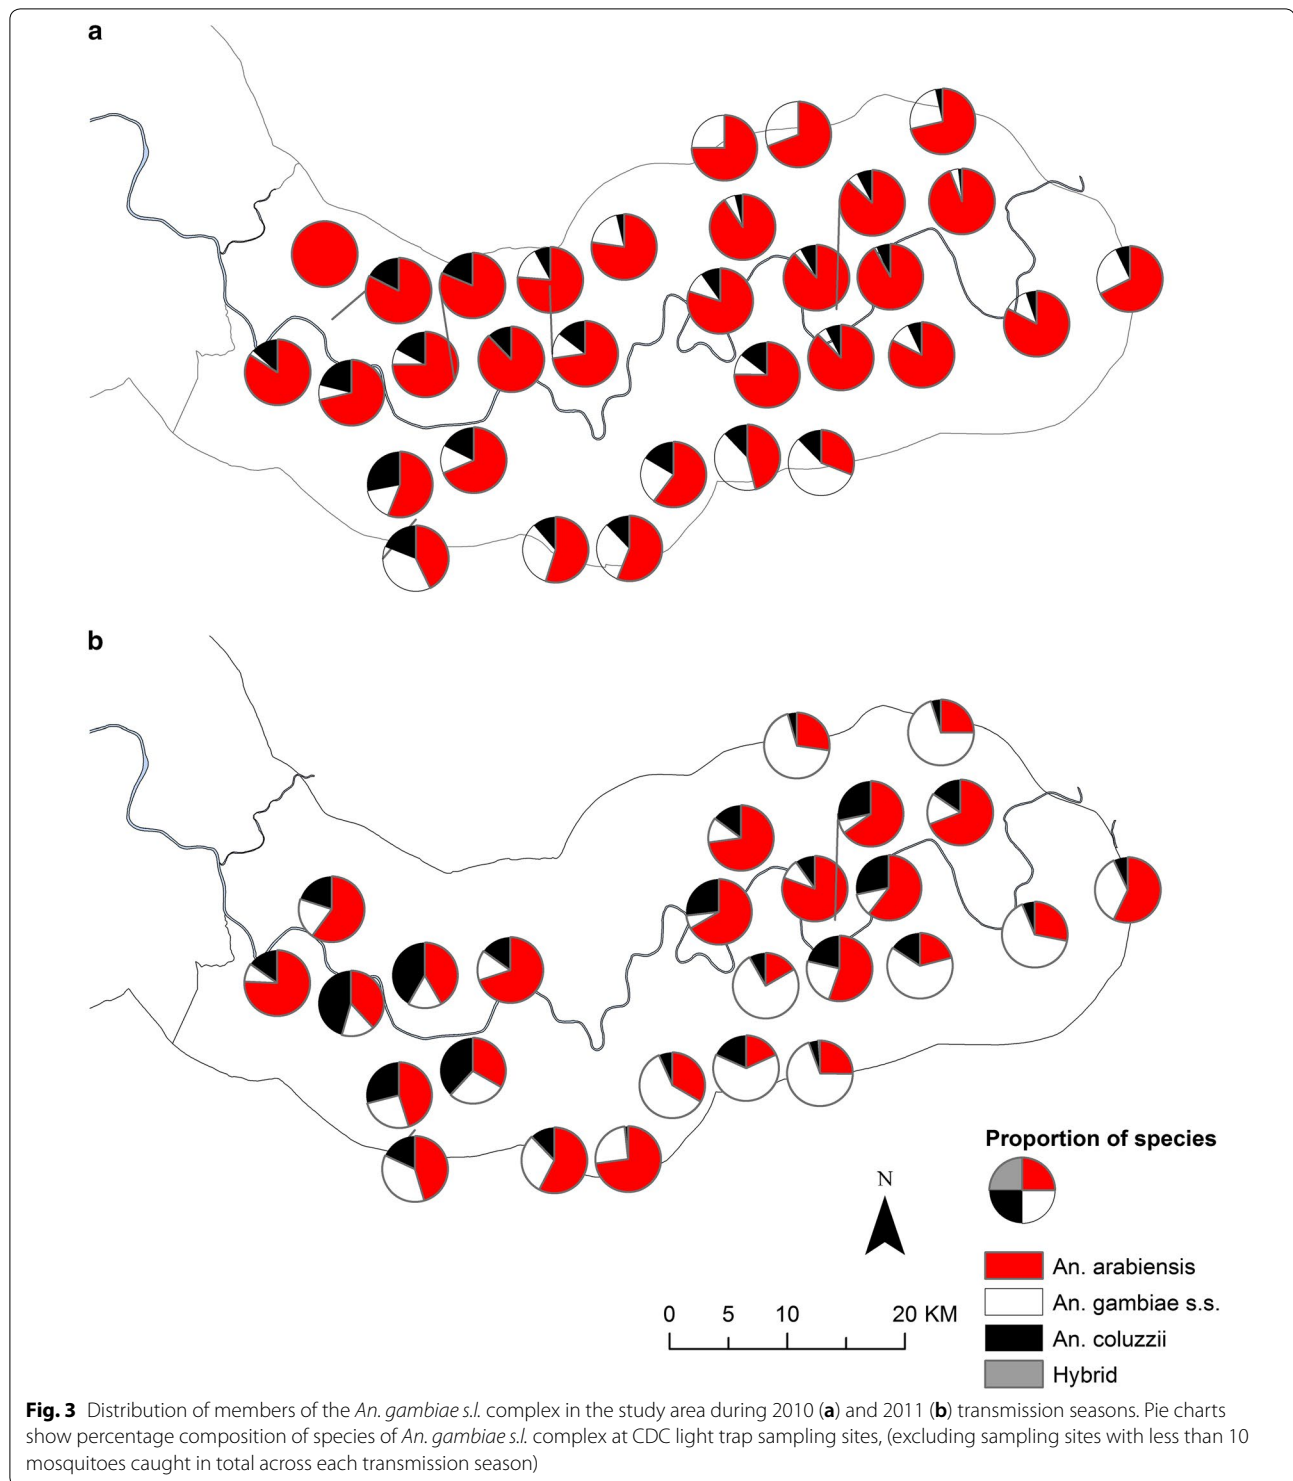 a
b
Proportion of species
N
An. arabiensis
An. gambiae s.s.
An. coluzzii
Hybrid
0 5 10 20 KM
Fig. 3 Distribution of members of the An. gambiae s.l. complex in the study area during 2010 (a) and 2011 (b) transmission seasons. Pie charts
show percentage composition of species of An. gambiae s.l. complex at CDC light trap sampling sites, (excluding sampling sites with less than 10
mosquitoes caught in total across each transmission season)